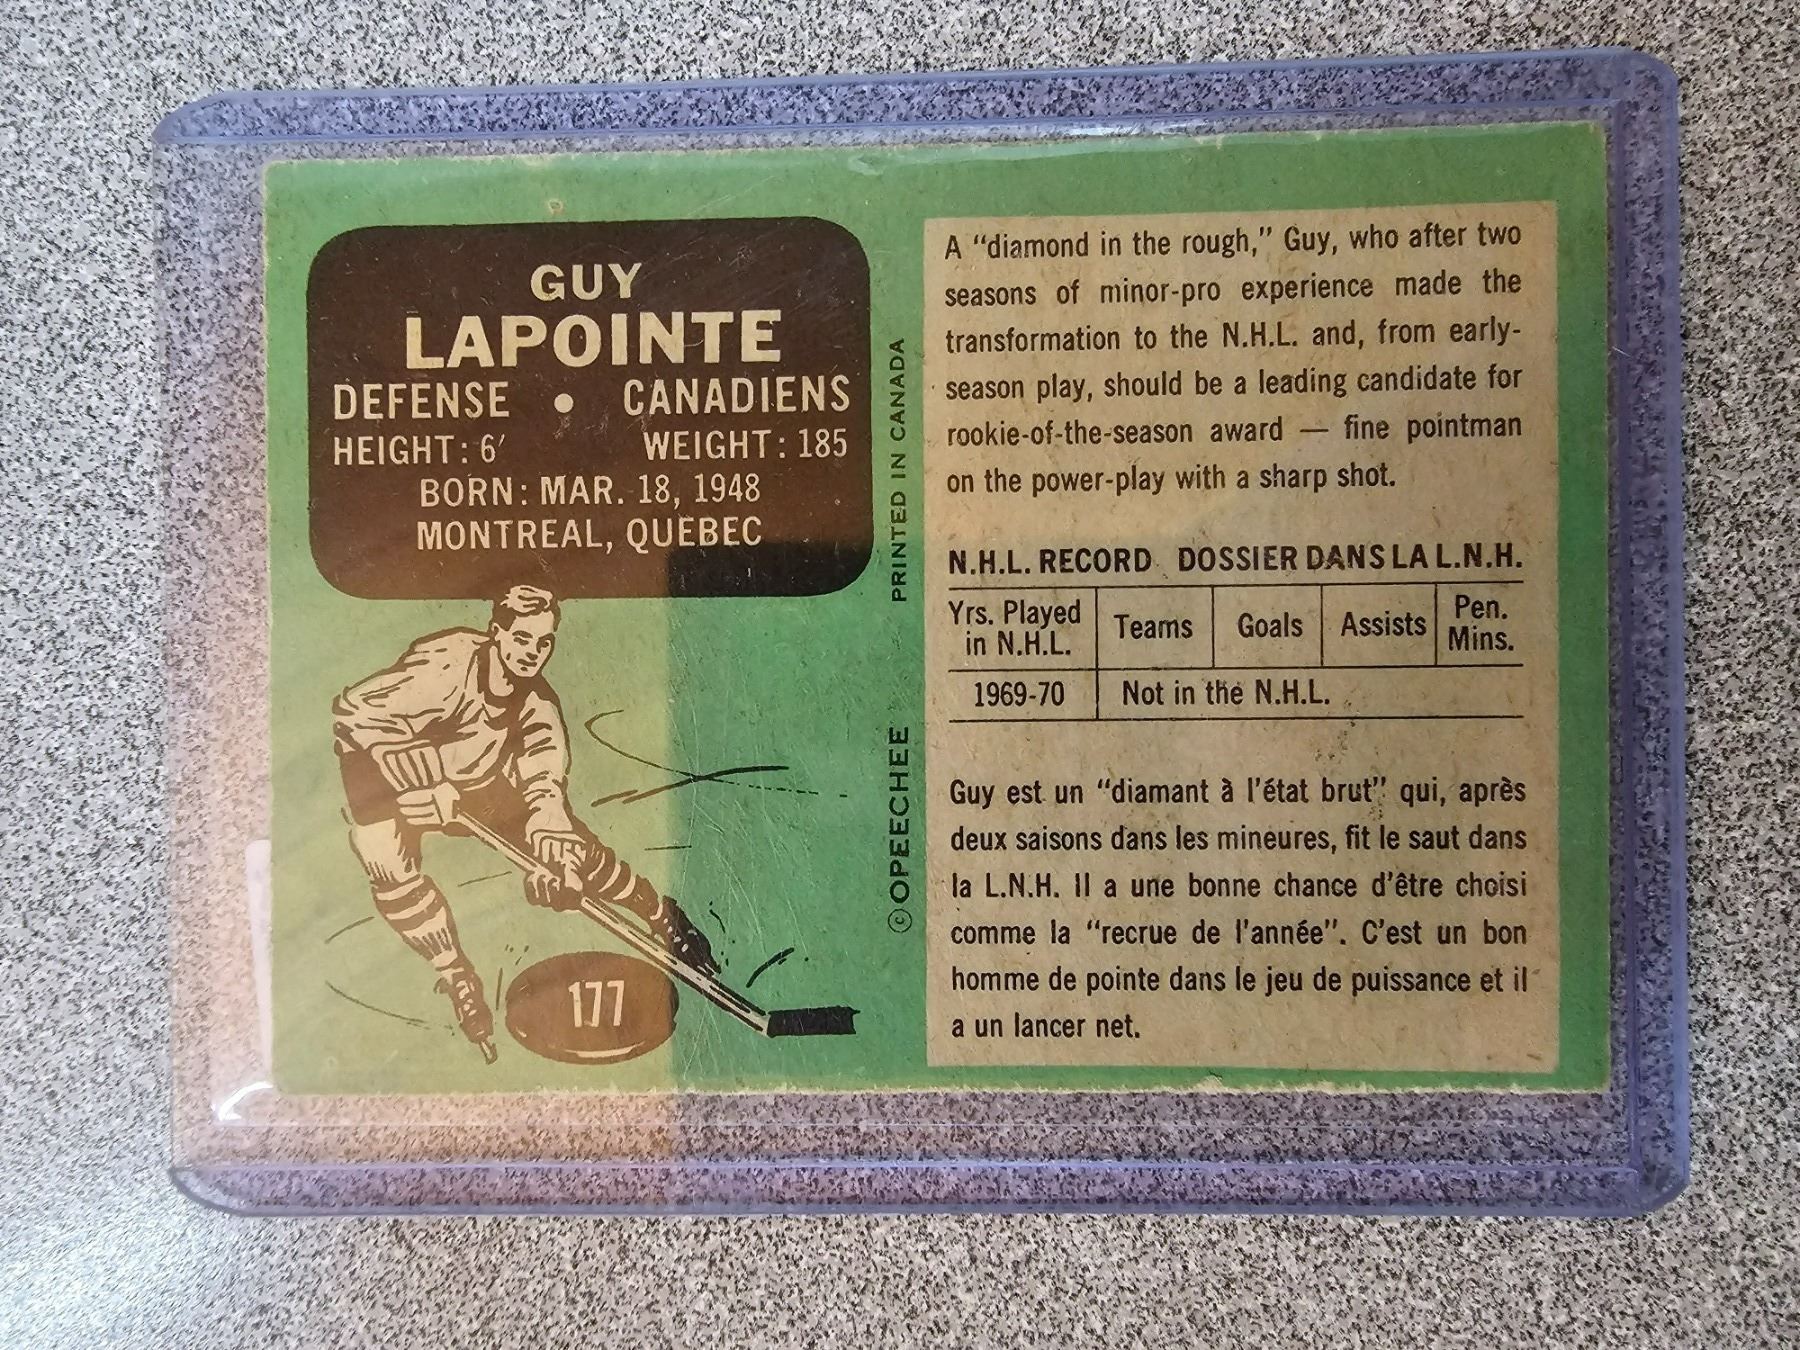 GUY
LAPOINTE
DEFENSE • CANADIENS
HEIGHT: 6′ WEIGHT: 185
BORN: MAR. 18, 1948
MONTREAL, QUEBEC
177
© OPEECHEE PRINTED IN CANADA
A “diamond in the rough,” Guy, who after two
seasons of minor-pro experience made the
transformation to the N.H.L. and, from early-
season play, should be a leading candidate for
rookie-of-the-season award — fine pointman
on the power-play with a sharp shot.
N.H.L. RECORD DOSSIER DANS LA L.N.H.
Yrs. Played in N.H.L. Teams Goals Assists Pen. Mins.
1969-70 Not in the N.H.L.
Guy est un “diamant à l’état brut” qui, après
deux saisons dans les mineures, fit le saut dans
la L.N.H. Il a une bonne chance d’être choisi
comme la “recrue de l’année”. C’est un bon
homme de pointe dans le jeu de puissance et il
a un lancer net.